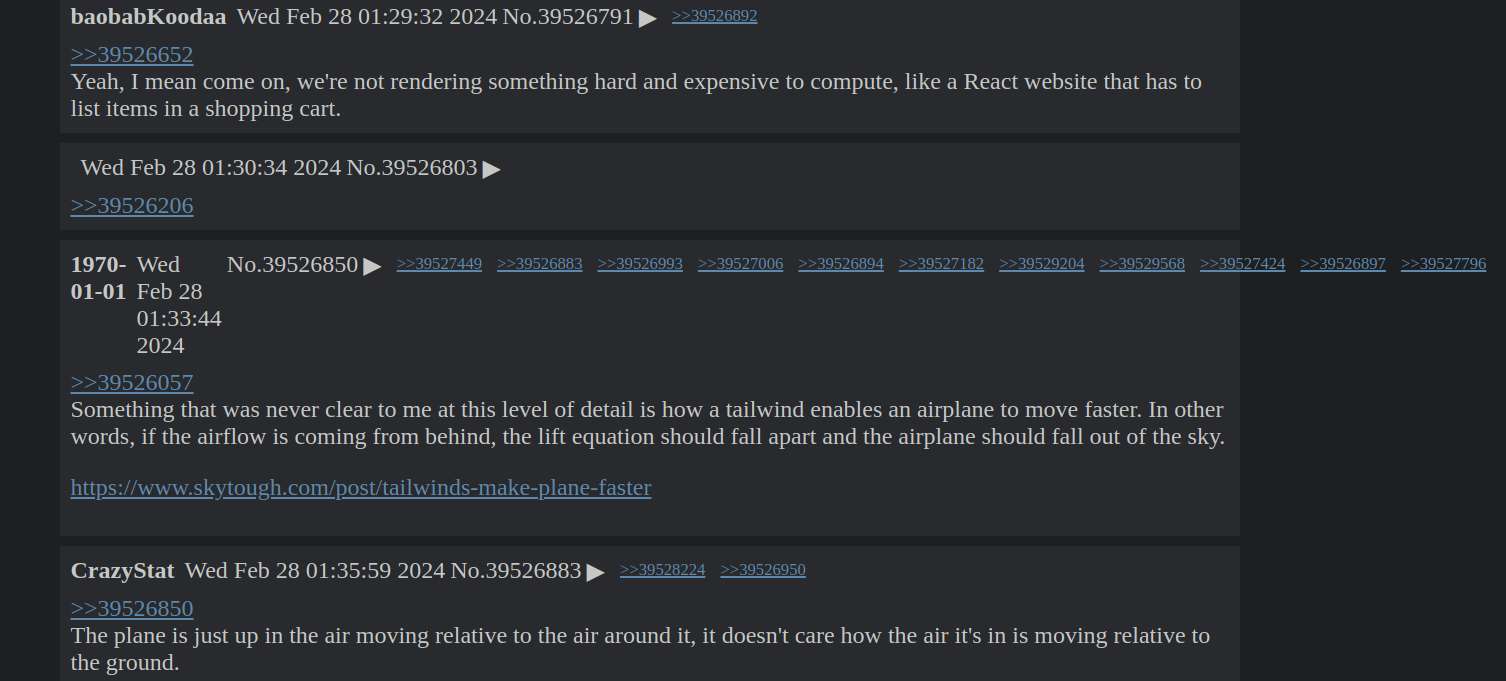 baobabKoodaa Wed Feb 28 01:29:32 2024 No.39526791 ▶ >>39526892
>>39526652
Yeah, I mean come on, we're not rendering something hard and expensive to compute, like a React website that has to
list items in a shopping cart.
Wed Feb 28 01:30:34 2024 No.39526803 ▶
>>39526206
1970- Wed No.39526850 ▶ >>39527449 >>39526883 >>39526993 >>39527006 >>39526894 >>39527182 >>39529204 >>39529568 >>39527424 >>39526897 >>39527796
01-01 Feb 28
01:33:44
2024
>>39526057
Something that was never clear to me at this level of detail is how a tailwind enables an airplane to move faster. In other
words, if the airflow is coming from behind, the lift equation should fall apart and the airplane should fall out of the sky.
https://www.skytough.com/post/tailwinds-make-plane-faster
CrazyStat Wed Feb 28 01:35:59 2024 No.39526883 ▶ >>39528224 >>39526950
>>39526850
The plane is just up in the air moving relative to the air around it, it doesn't care how the air it's in is moving relative to
the ground.